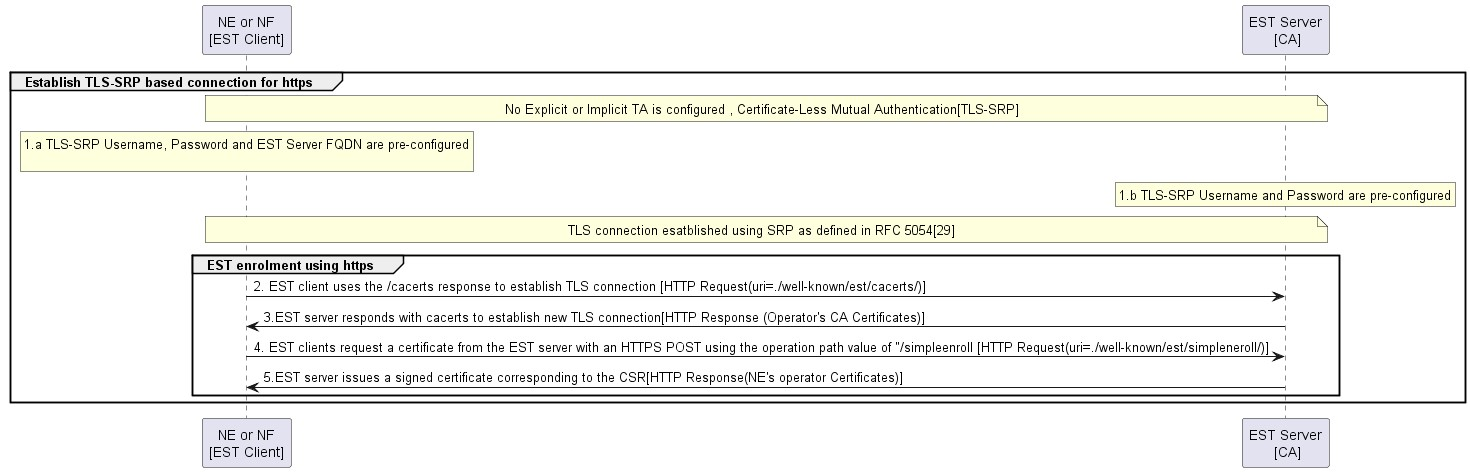 NE or NF
[EST Client]
EST Server
[CA]
Establish TLS-SRP based connection for https
No Explicit or Implicit TA is configured , Certificate-Less Mutual Authentication[TLS-SRP]
1.a TLS-SRP Username, Password and EST Server FQDN are pre-configured
1.b TLS-SRP Username and Password are pre-configured
TLS connection esatblished using SRP as defined in RFC 5054[29]
EST enrolment using https
2. EST client uses the /cacerts response to establish TLS connection [HTTP Request(uri=./well-known/est/cacerts/)]
3.EST server responds with cacerts to establish new TLS connection[HTTP Response (Operator's CA Certificates)]
4. EST clients request a certificate from the EST server with an HTTPS POST using the operation path value of "/simpleenroll [HTTP Request(uri=./well-known/est/simpleneroll/)]
5.EST server issues a signed certificate corresponding to the CSR[HTTP Response(NE's operator Certificates)]
NE or NF
[EST Client]
EST Server
[CA]